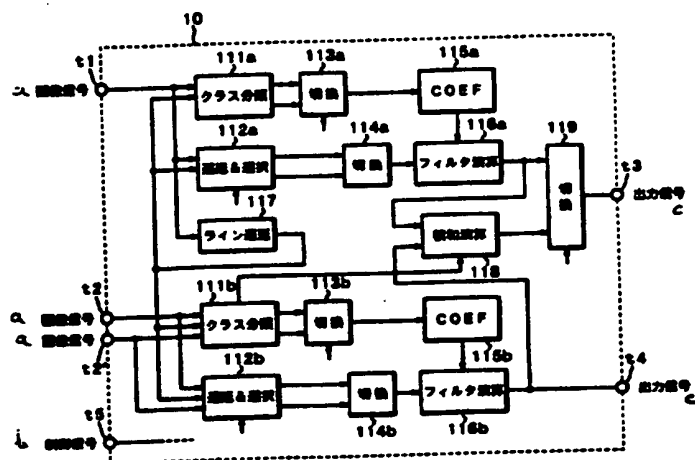 10
t1
a 画像信号
111a
クラス分類
113a
切換
115a
COEF
112a
遅延&選択
114a
切換
116a
フィルタ演算
119
切換
t3
出力信号
c
117
ライン遅延
積和演算
118
t2
a 画像信号
a 画像信号
t2'
111b
クラス分類
113b
切換
COEF
115b
112b
遅延&選択
切換
114b
フィルタ演算
116b
t4
出力信号
c
t5
b 制御信号